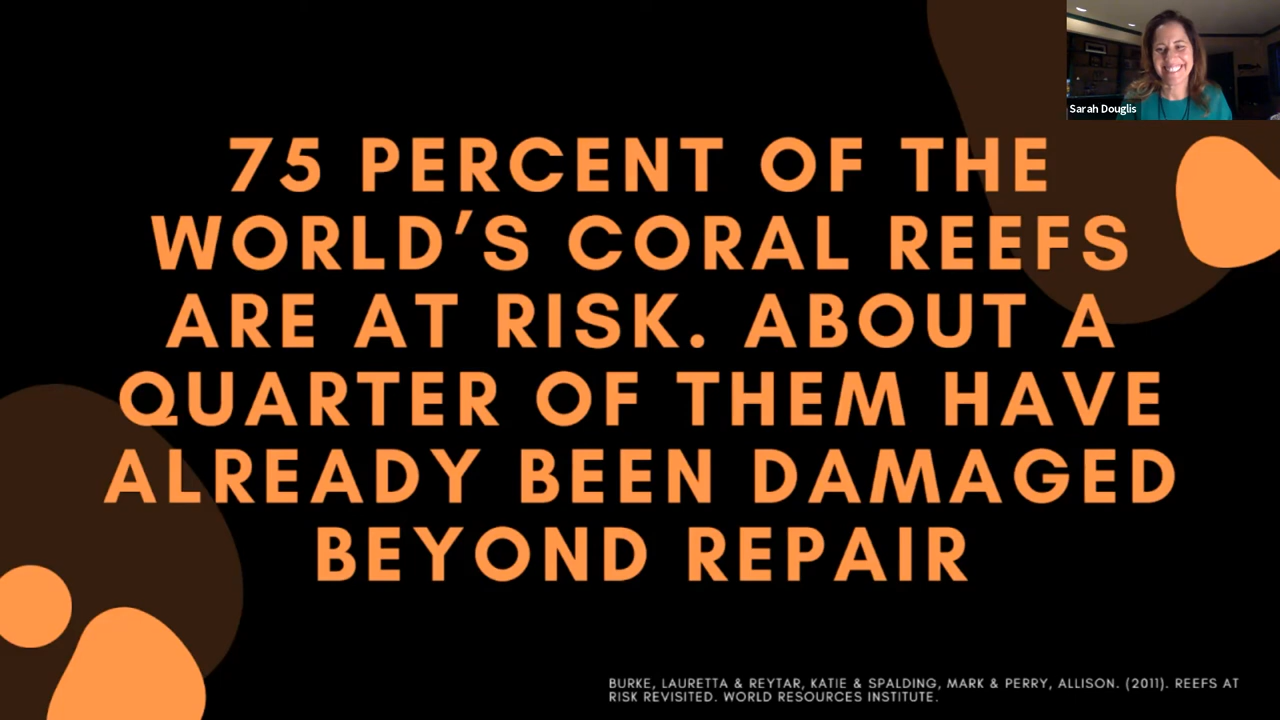 Sarah Douglis
75 PERCENT OF THE
WORLD’S CORAL REEFS
ARE AT RISK. ABOUT A
QUARTER OF THEM HAVE
ALREADY BEEN DAMAGED
BEYOND REPAIR
BURKE, LAURETTA & REYTAR, KATIE & SPALDING, MARK & PERRY, ALLISON. (2011). REEFS AT
RISK REVISITED. WORLD RESOURCES INSTITUTE.